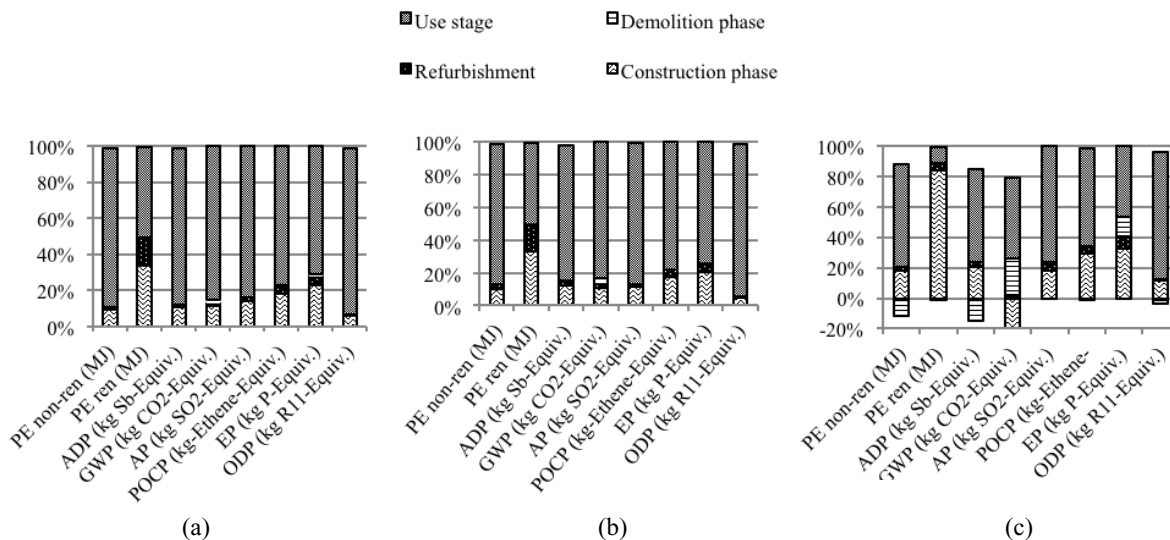 Use stage
Demolition phase
Refurbishment
Construction phase
100%
80%
60%
40%
20%
0%
PE non-ren (MJ)
PE ren (MJ)
ADP (kg Sb-Equiv.)
GWP (kg CO2-Equiv.)
AP (kg SO2-Equiv.)
POCP (kg-Ethene-Equiv.)
EP (kg P-Equiv.)
ODP (kg R11-Equiv.)
(a)
100%
80%
60%
40%
20%
0%
PE non-ren (MJ)
PE ren (MJ)
ADP (kg Sb-Equiv.)
GWP (kg CO2-Equiv.)
AP (kg SO2-Equiv.)
POCP (kg-Ethene-Equiv.)
EP (kg P-Equiv.)
ODP (kg R11-Equiv.)
(b)
100%
80%
60%
40%
20%
0%
-20%
PE non-ren (MJ)
PE ren (MJ)
ADP (kg Sb-Equiv.)
GWP (kg CO2-Equiv.)
AP (kg SO2-Equiv.)
POCP (kg-Ethene-
EP (kg P-Equiv.)
ODP (kg R11-Equiv.)
(c)